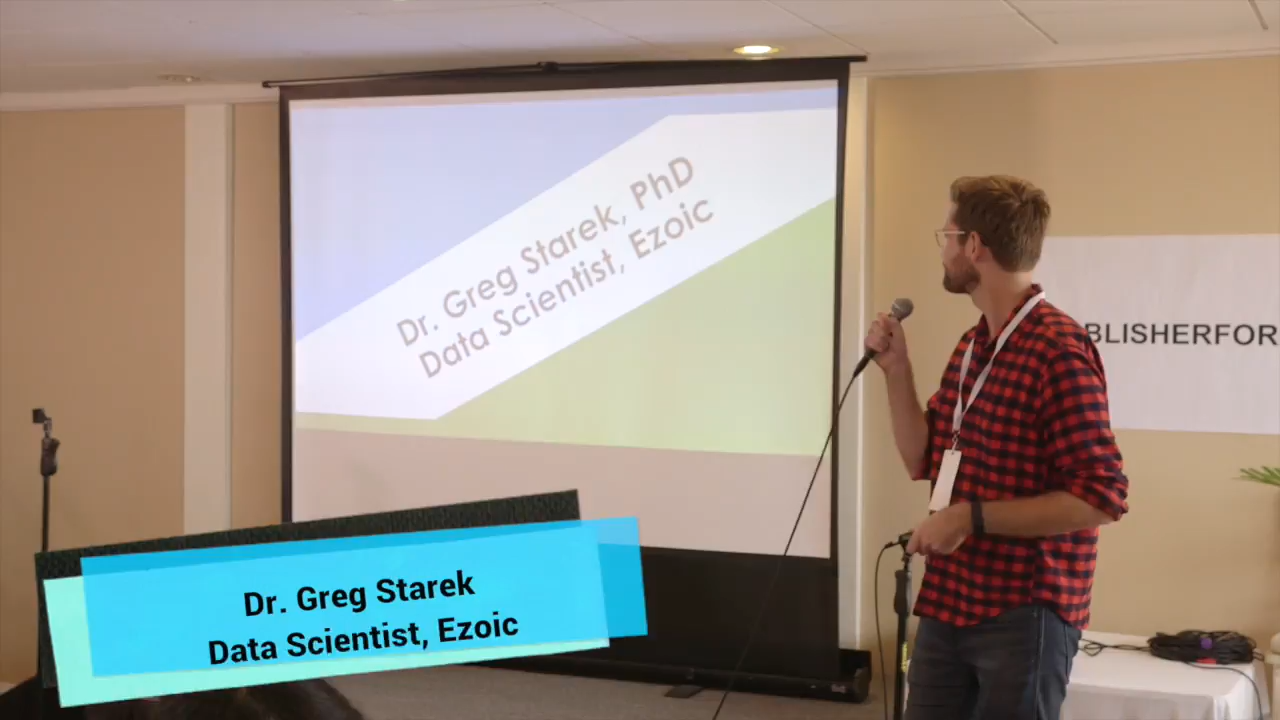 Dr. Greg Starek, PhD
Data Scientist, Ezoic
BLISHERFOR
Dr. Greg Starek
Data Scientist, Ezoic